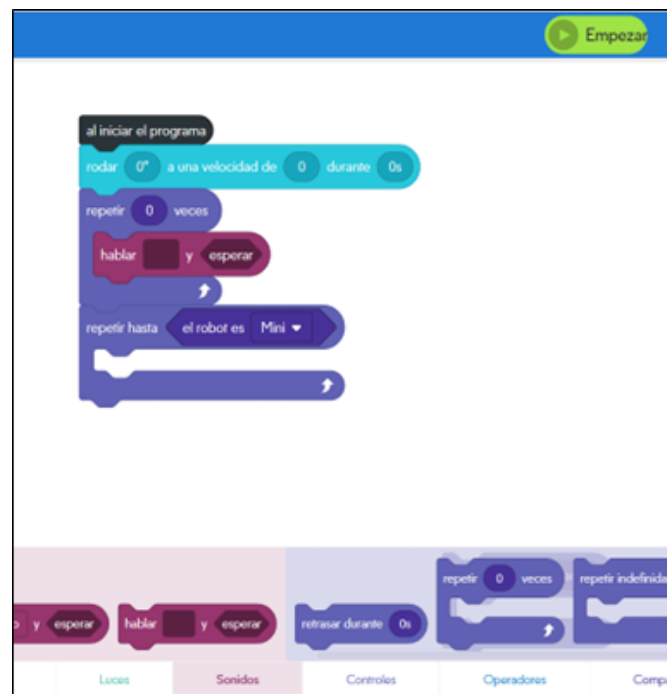 Empezar
al iniciar el programa
rodar 0° a una velocidad de 0 durante 0s
repetir 0 veces
hablar y esperar
repetir hasta el robot es Mini
repetir 0 veces
repetir indefinida
y esperar
hablar y esperar
retrasar durante 0s
Luces Sonidos Controles Operadores Compa